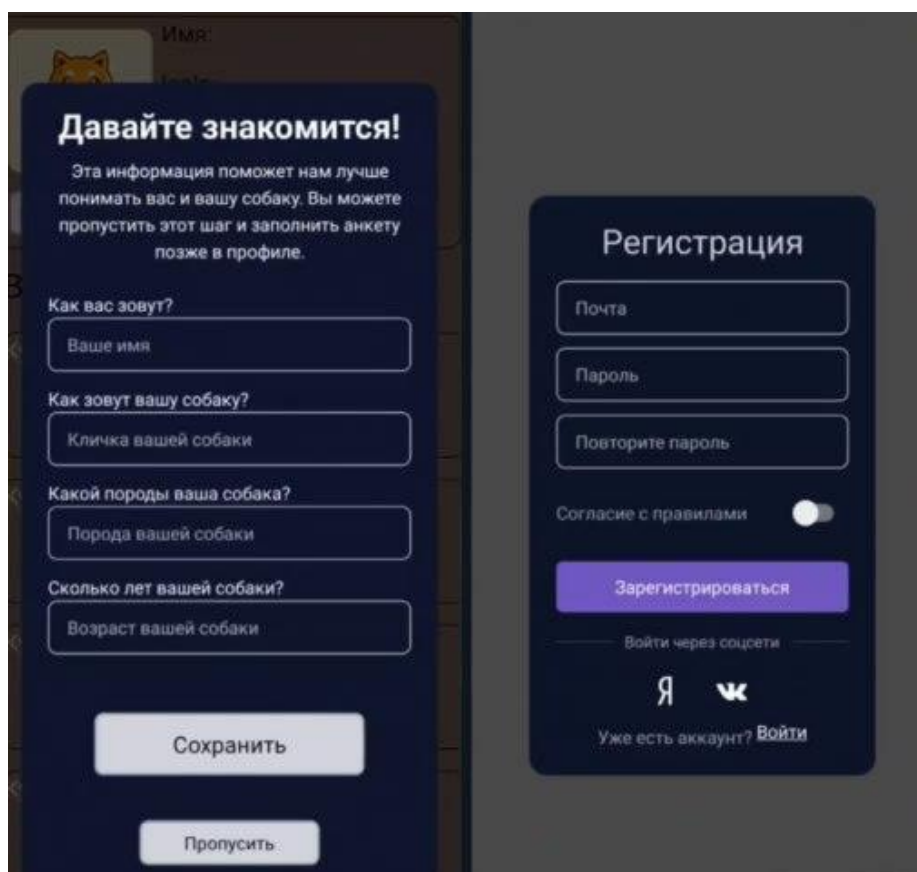 Имя:
Давайте знакомится!
Эта информация поможет нам лучше
понимать вас и вашу собаку. Вы можете
пропустить этот шаг и заполнить анкету
позже в профиле.
Как вас зовут?
Ваше имя
Как зовут вашу собаку?
Кличка вашей собаки
Какой породы ваша собака?
Порода вашей собаки
Сколько лет вашей собаки?
Возраст вашей собаки
Сохранить
Пропусить
Регистрация
Почта
Пароль
Повторите пароль
Согласие с правилами
Зарегистрироваться
Войти через соцсети
Я
Уже есть аккаунт? Войти